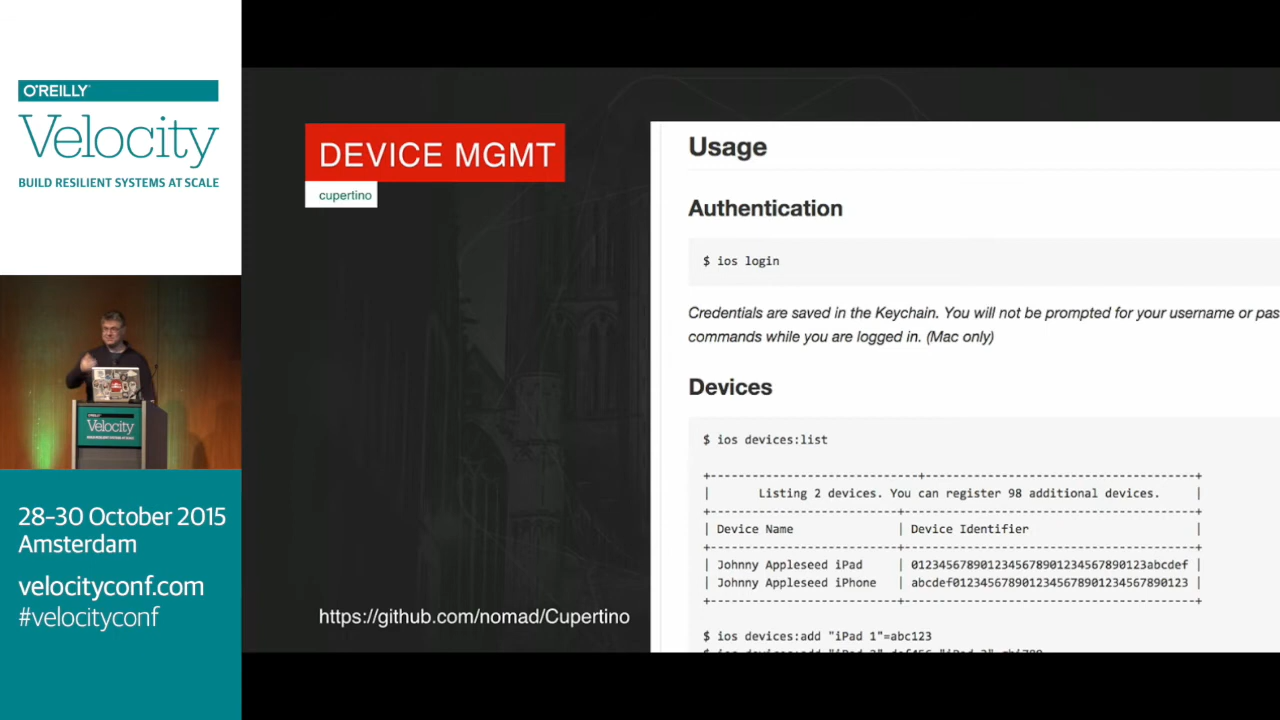 O'REILLY
Velocity
BUILD RESILIENT SYSTEMS AT SCALE
Velocity
28-30 October 2015
Amsterdam
velocityconf.com
#velocityconf
DEVICE MGMT
cupertino
https://github.com/nomad/Cupertino
Usage
Authentication
$ ios login
Credentials are saved in the Keychain. You will not be prompted for your username or pas
commands while you are logged in. (Mac only)
Devices
$ ios devices:list
Listing 2 devices. You can register 98 additional devices.
Device Name | Device Identifier
Johnny Appleseed iPad | 0123456789012345678901234567890123abcdef
Johnny Appleseed iPhone | abcdef0123456789012345678901234567890123
$ ios devices:add "iPad 1"=abc123